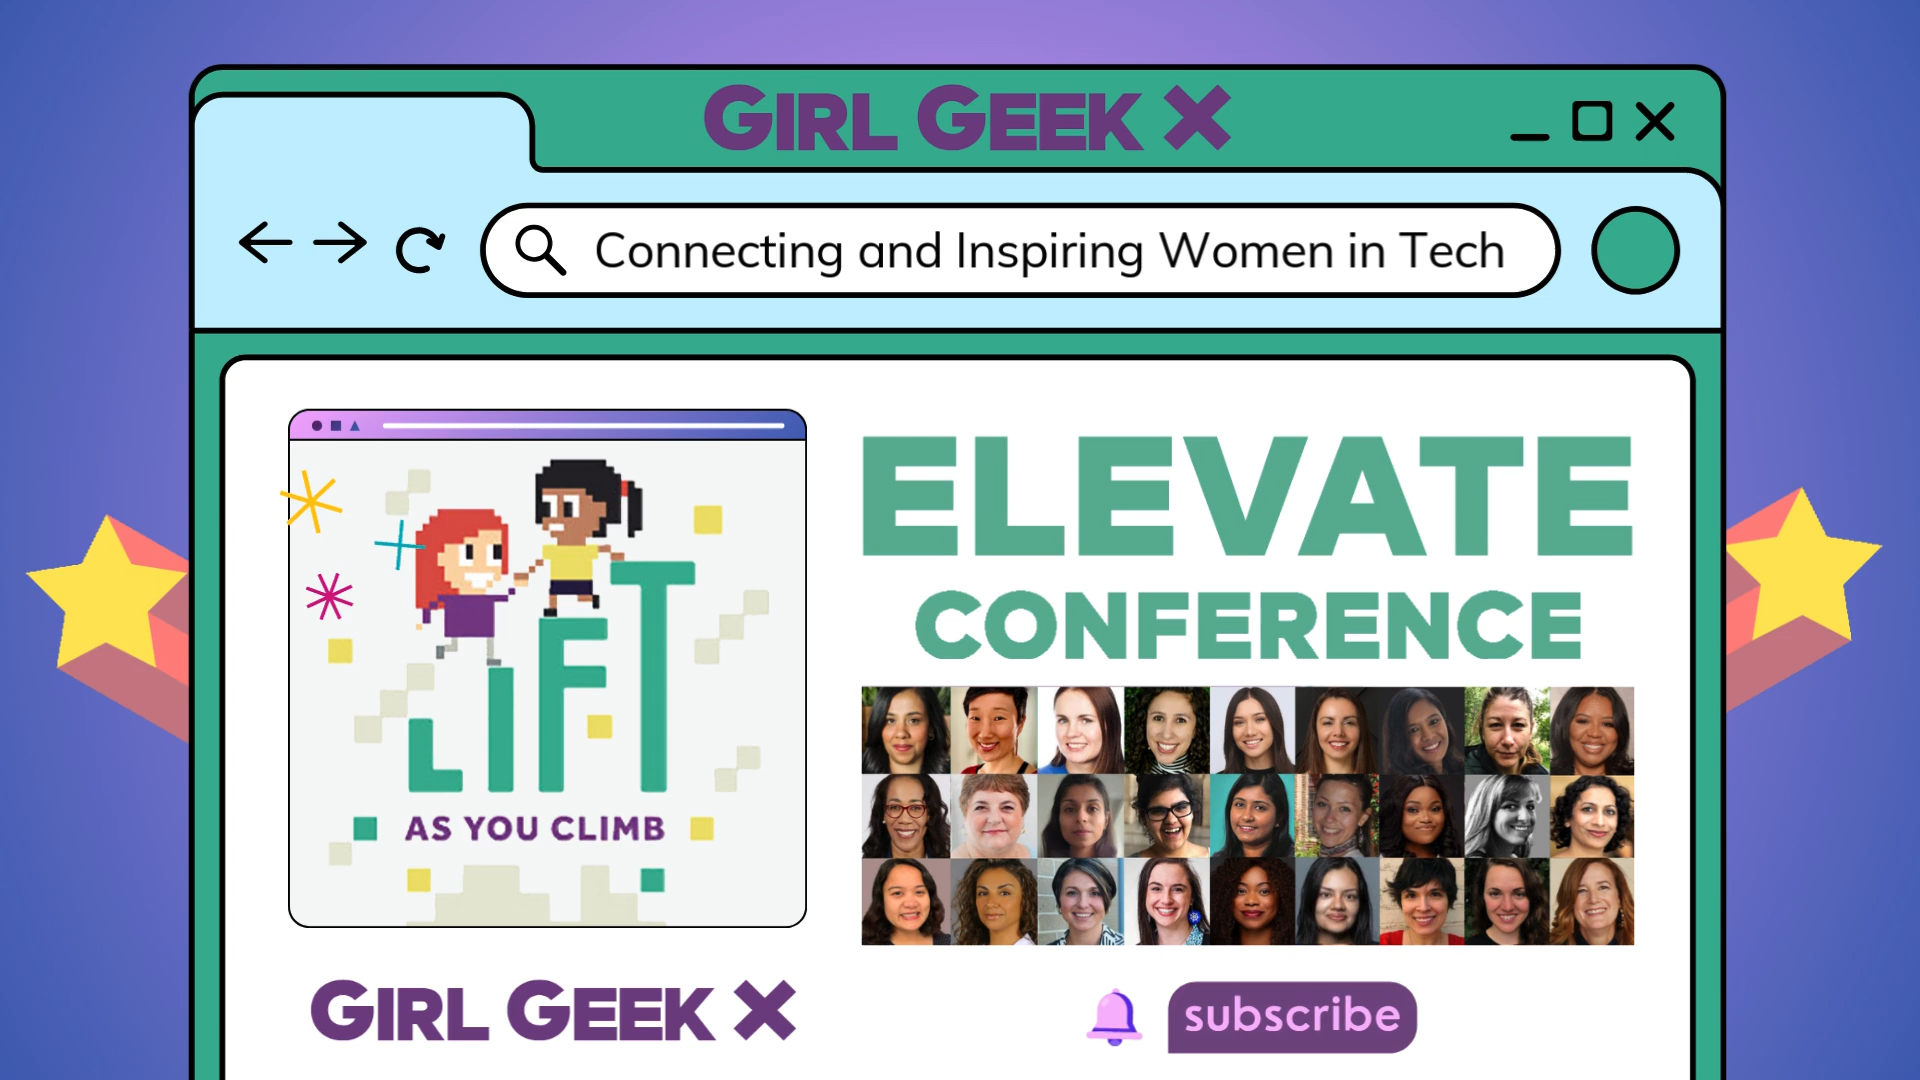 GIRL GEEK X
Connecting and Inspiring Women in Tech
LIFT
AS YOU CLIMB
ELEVATE
CONFERENCE
GIRL GEEK X
subscribe